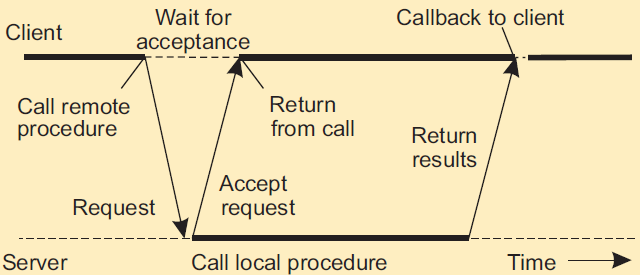 Client
Wait for
acceptance
Callback to client
Call remote
procedure
Return
from call
Return
results
Request
Accept
request
Server
Call local procedure
Time